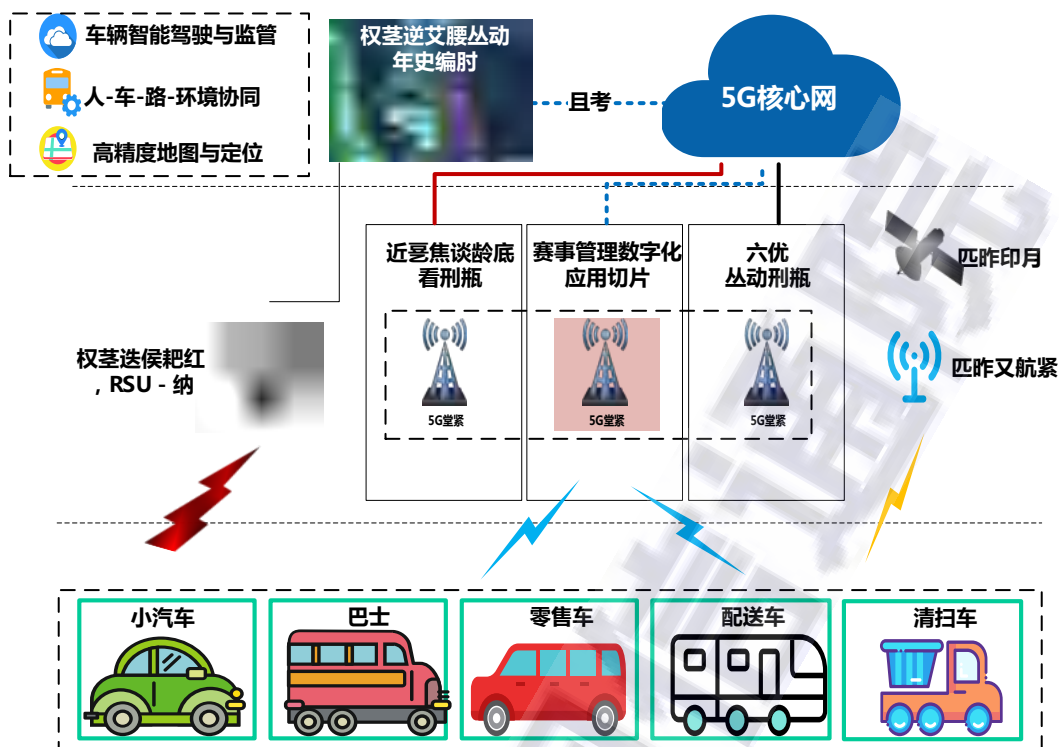 车辆智能驾驶与监管
人-车-路-环境协同
高精度地图与定位
权茎逆艾腰丛动
年史编时
且考
5G核心网
近乭焦谈龄底
看刑瓶
赛事管理数字化
应用切片
六优
丛动刑瓶
匹昨印月
权茎迭侯耙红
, RSU - 纳
匹昨又航紧
5G堂紧
5G堂紧
5G堂紧
小汽车
巴士
零售车
配送车
清扫车